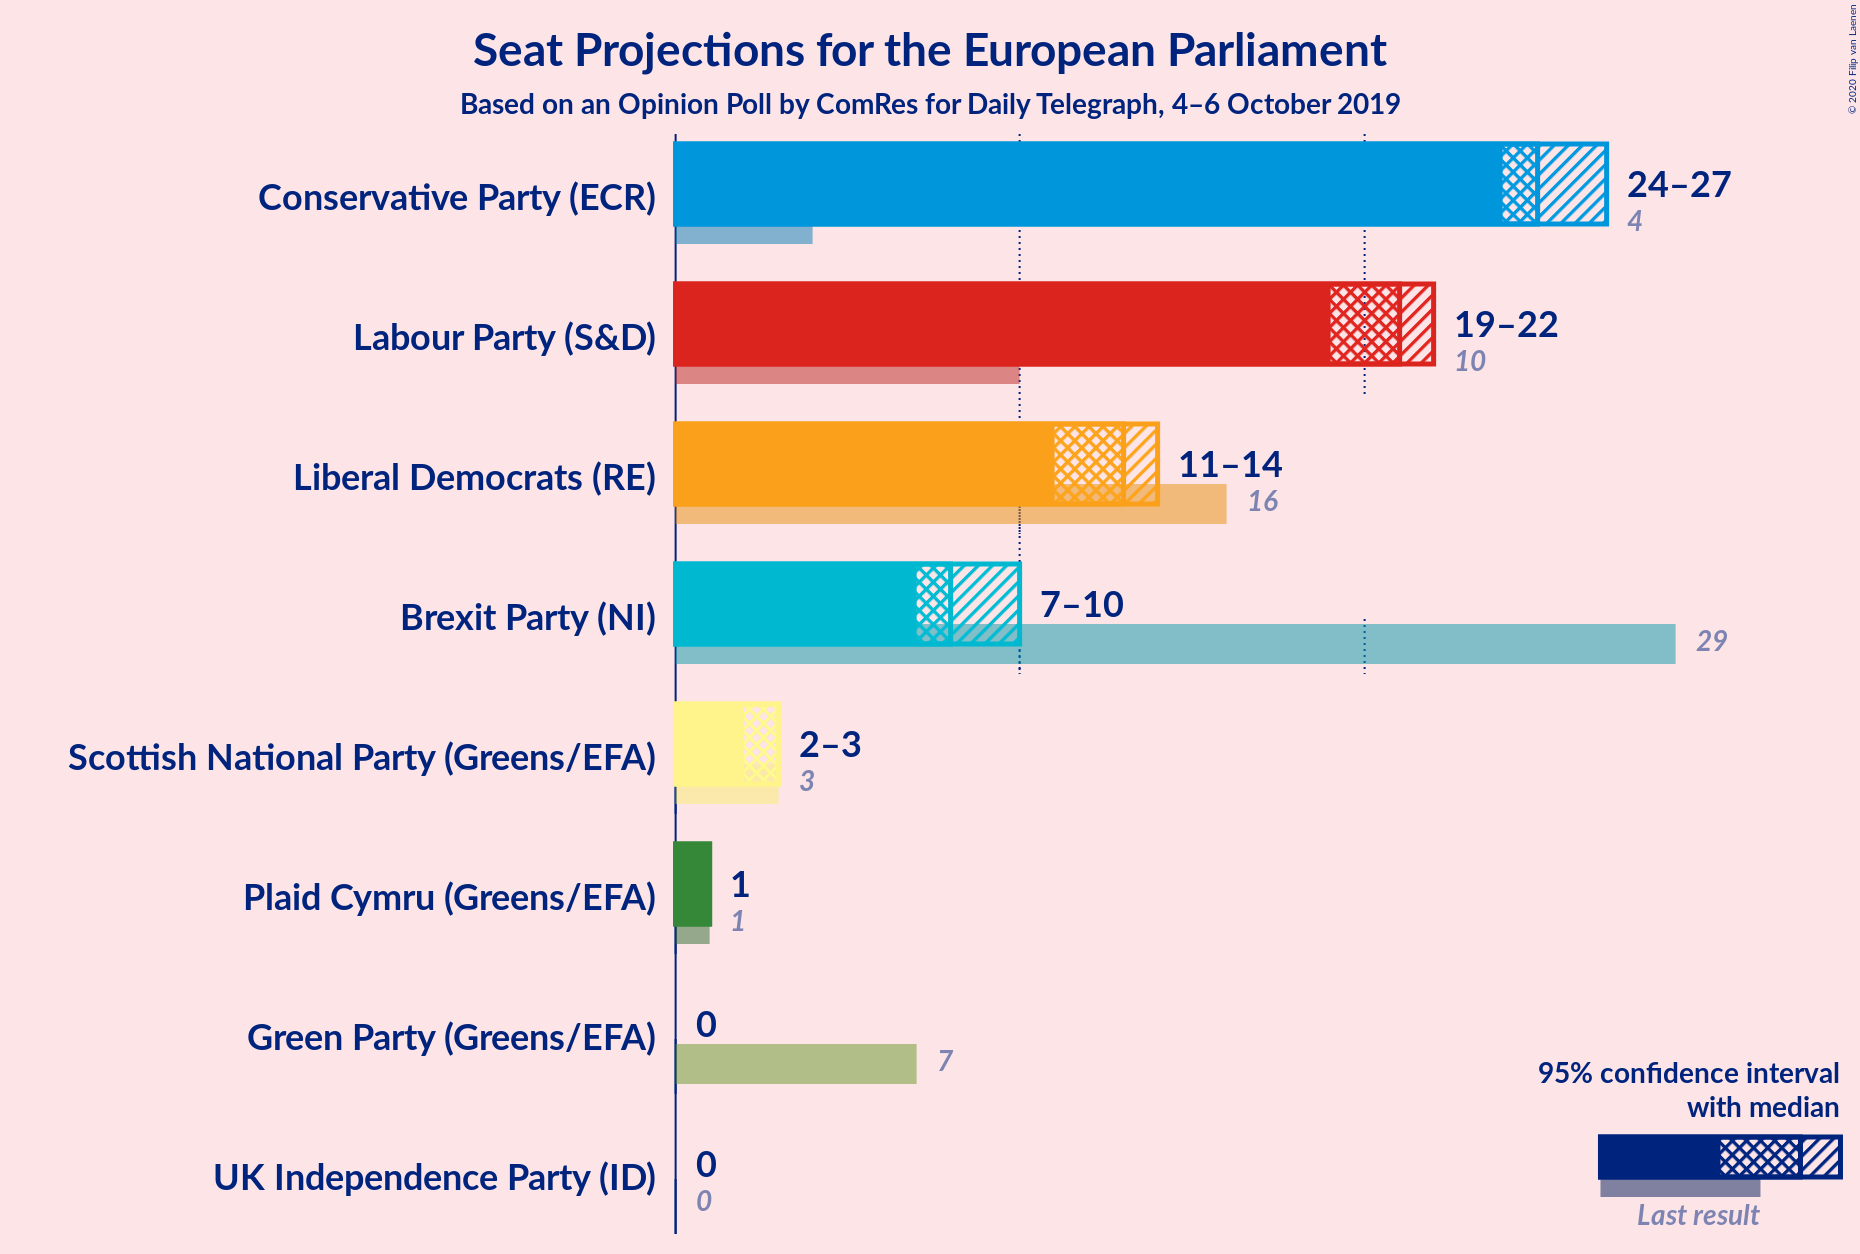 Seat Projections for the European Parliament
Based on an Opinion Poll by ComRes for Daily Telegraph, 4–6 October 2019
© 2020 Filip van Laenen
Conservative Party (ECR)
24–27
4
Labour Party (S&D)
19–22
10
Liberal Democrats (RE)
11–14
16
Brexit Party (NI)
7–10
29
Scottish National Party (Greens/EFA)
2–3
3
Plaid Cymru (Greens/EFA)
1
1
Green Party (Greens/EFA)
0
7
UK Independence Party (ID)
0
0
95% confidence interval
with median
Last result